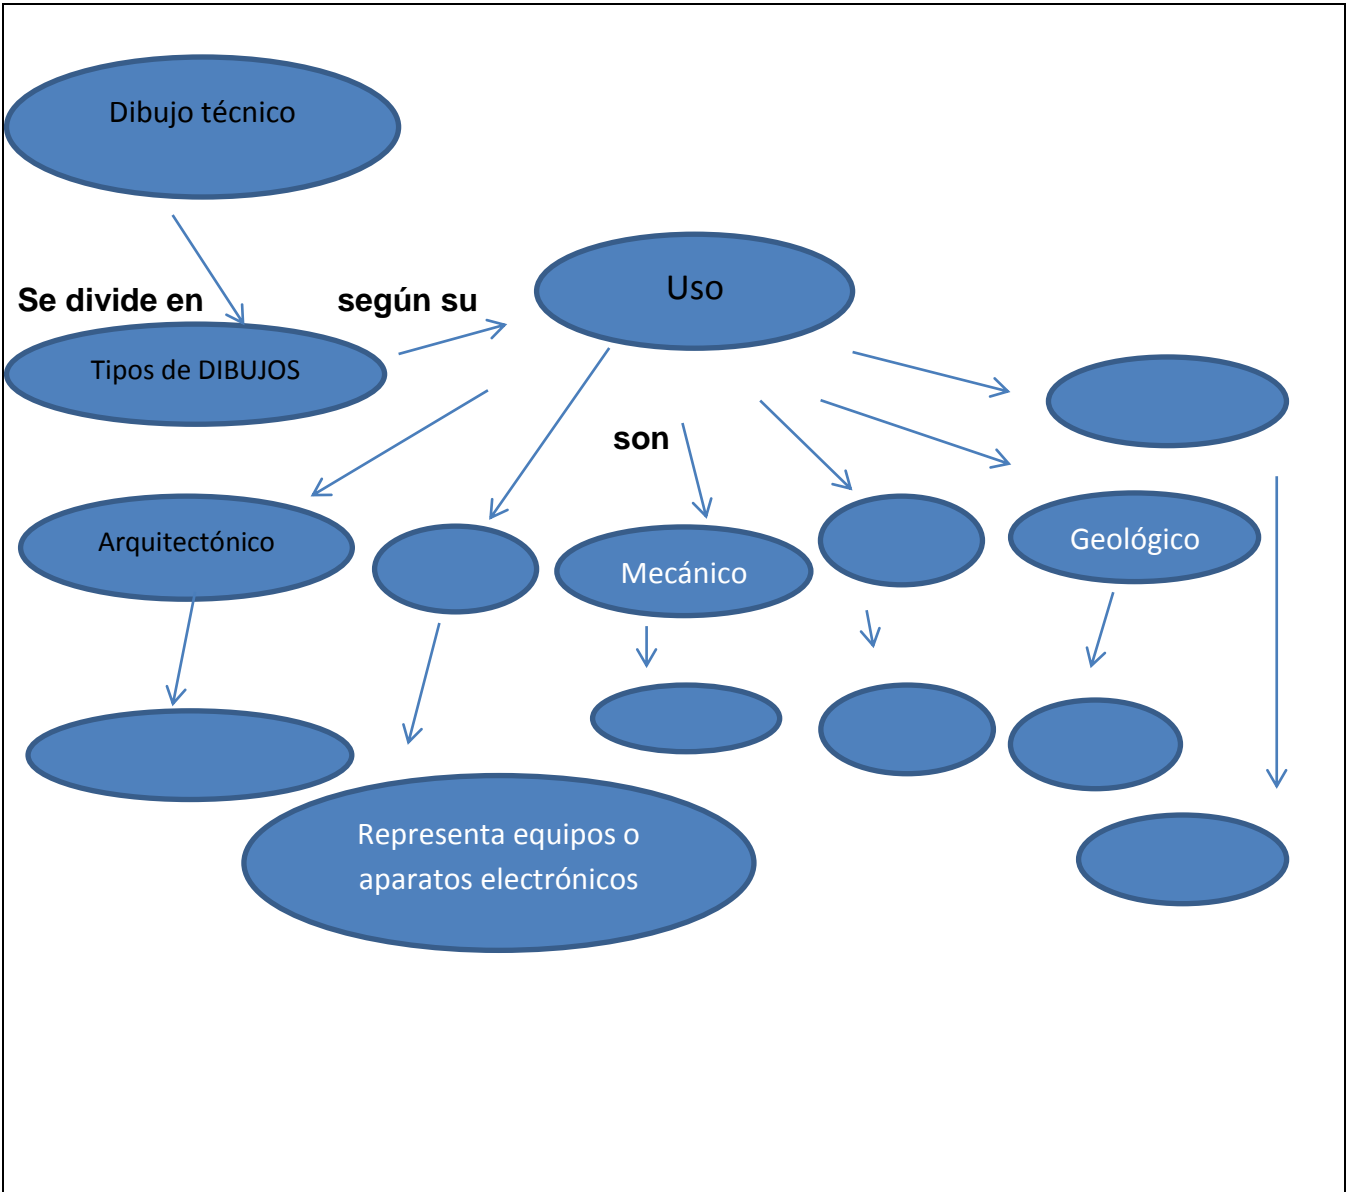 Dibujo técnico
Se divide en
según su
Uso
Tipos de DIBUJOS
son
Arquitectónico
Mecánico
Geológico
Representa equipos o
aparatos electrónicos